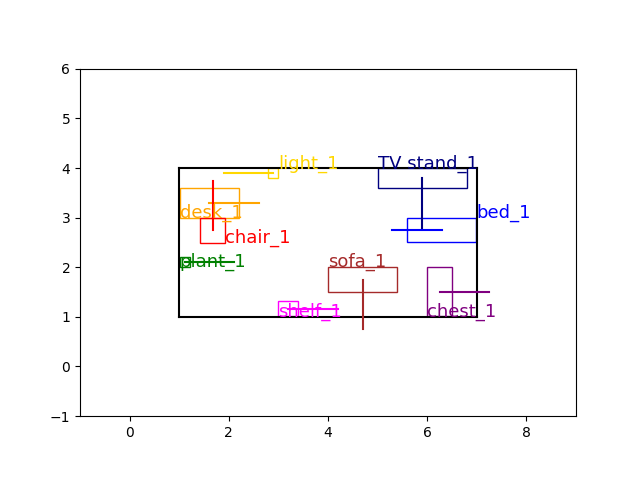 6
5
4
3
2
1
0
−1
0
2
4
6
8
light_1
TV stand_1
desk_1
bed_1
chair_1
plant_1
sofa_1
shelf_1
chest_1